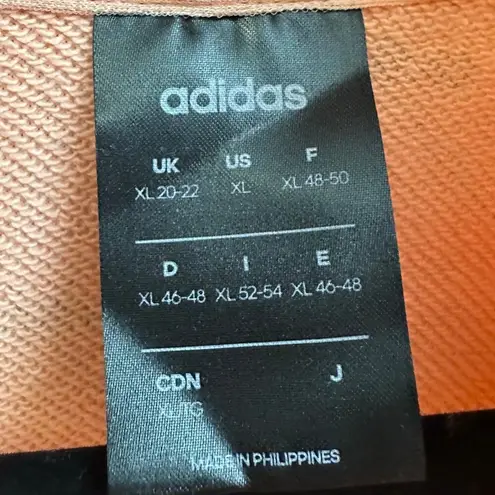 adidas
UK US F
XL 20-22 XL XL 48-50
D I E
XL 46-48 XL 52-54 XL 46-48
CDN J
XL/TG
MADE IN PHILIPPINES